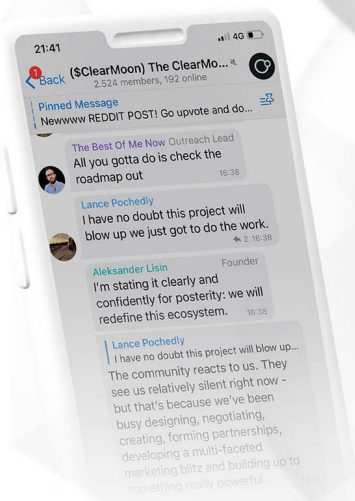 21:41
4G
1
Back
($ClearMoon) The ClearMo...
2.524 members, 192 online
Pinned Message
Newwww REDDIT POST! Go upvote and do...
The Best Of Me Now Outreach Lead
All you gotta do is check the
roadmap out
16:38
Lance Pochedly
I have no doubt this project will
blow up we just got to do the work.
2 16:38
Aleksander Lisin Founder
I'm stating it clearly and
confidently for posterity: we will
redefine this ecosystem.
16:38
Lance Pochedly
I have no doubt this project will blow up...
The community reacts to us. They
see us relatively silent right now -
but that's because we've been
busy designing, negotiating,
creating, forming partnerships,
developing a multi-faceted
marketing blitz and building up to
something really powerful.